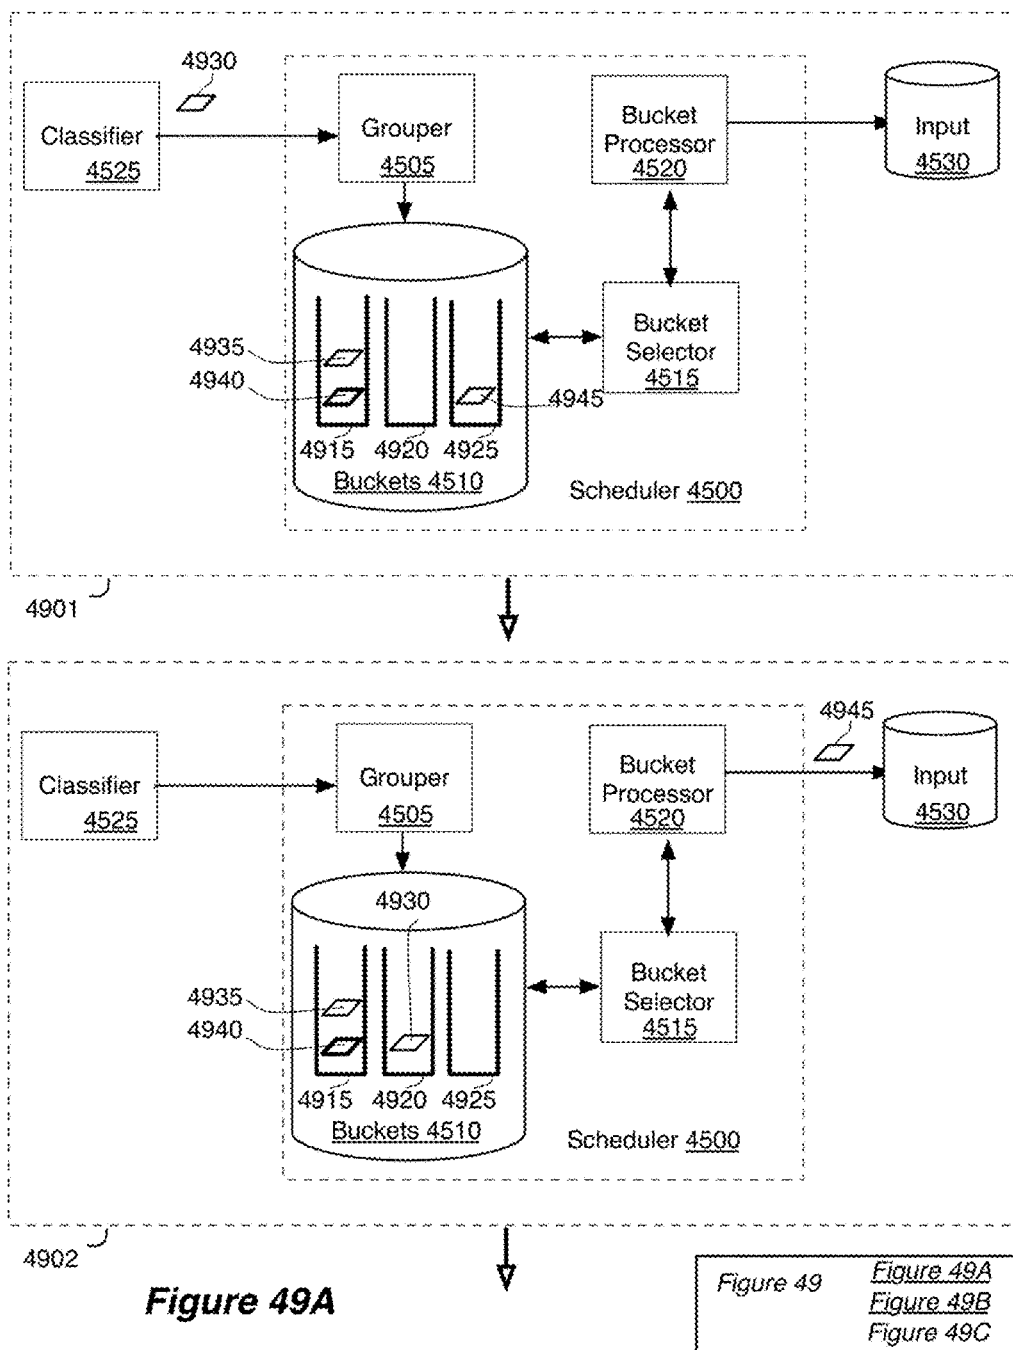 4930
Classifier
4525
Grouper
4505
Bucket
Processor
4520
Input
4530
4935
4940
4945
Bucket
Selector
4515
4915 4920 4925
Buckets 4510
Scheduler 4500
4901
4945
Classifier
4525
Grouper
4505
Bucket
Processor
4520
Input
4530
4930
4935
4940
Bucket
Selector
4515
4915 4920 4925
Buckets 4510
Scheduler 4500
4902
Figure 49A
Figure 49
Figure 49A
Figure 49B
Figure 49C